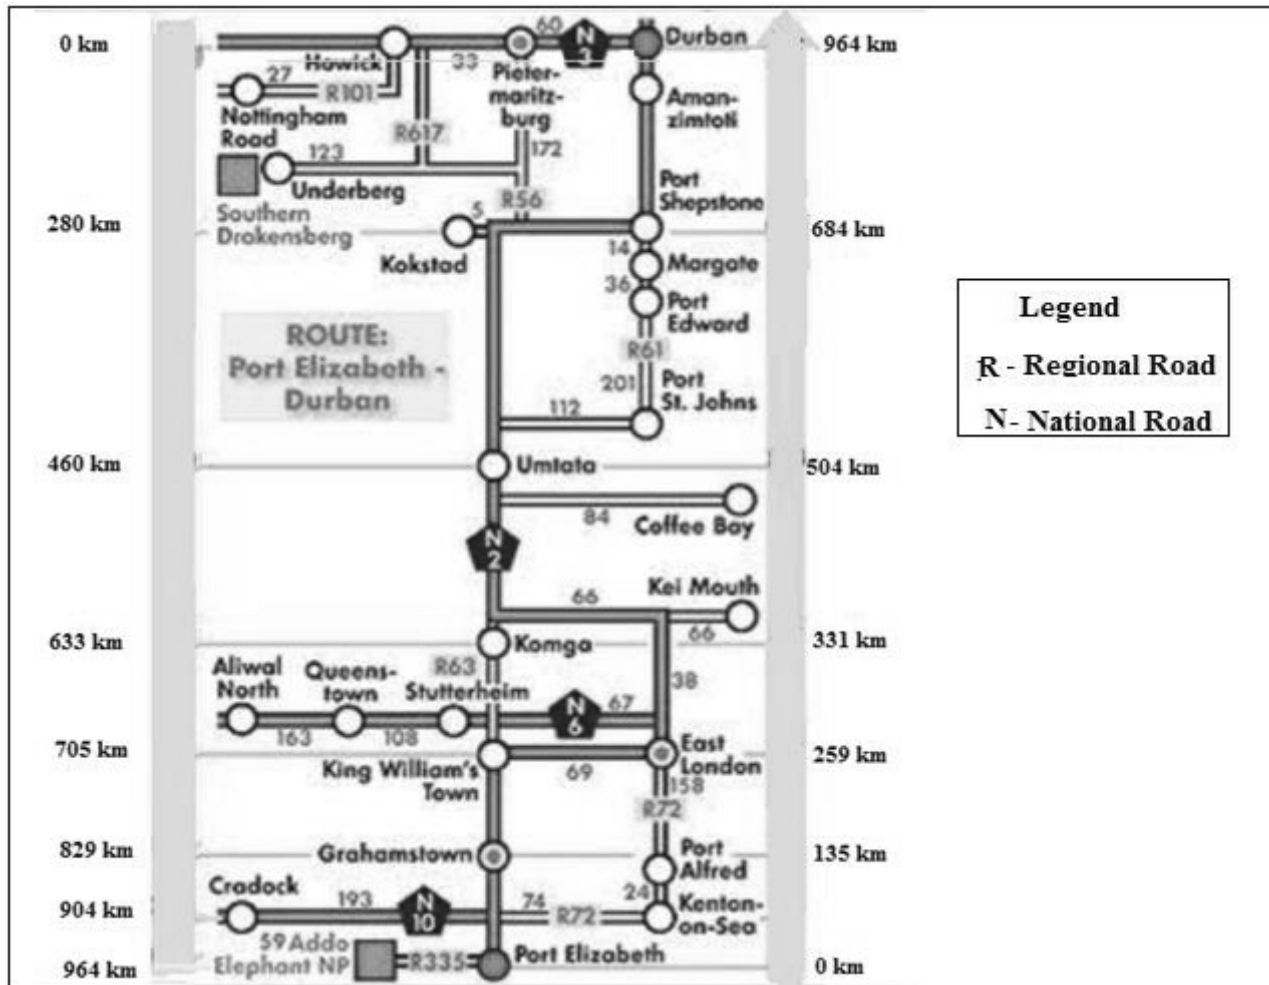 0 km
60
N
3
Durban
964 km
Howick
33
27
R101
Pieter-
maritz-
burg
Aman-
zimtoti
Nottingham
Road
R617
172
123
Underberg
Port
Shepstone
R56
Southern
Drakensberg
280 km
5
684 km
Kokstad
14
Margate
36
Port
Edward
Legend
R - Regional Road
N- National Road
ROUTE:
Port Elizabeth -
Durban
R61
201
Port
St. Johns
112
460 km
Umtata
504 km
84
Coffee Bay
N
2
Kei Mouth
66
66
633 km
Komga
331 km
Aliwal
North
Queens-
town
R63
Stutterheim
38
N
6
67
163
108
705 km
East
London
259 km
King William's
Town
69
158
R72
829 km
Grahamstown
Port
Alfred
135 km
Cradock
193
N
10
74
24
904 km
R72
Kenton-
on-Sea
59 Addo
Elephant NP
R335
Port Elizabeth
964 km
0 km